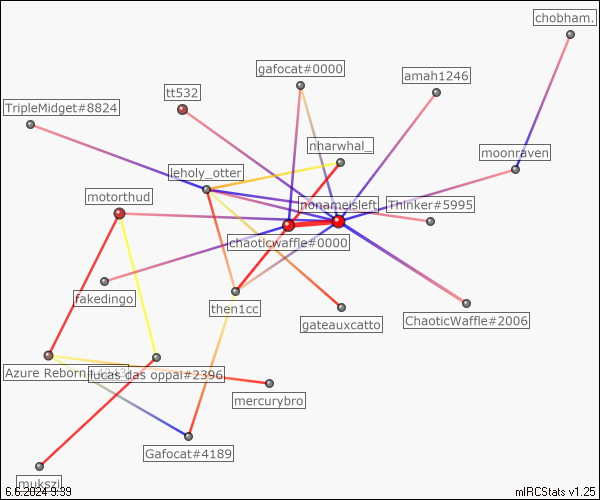 chobham.
gafocat#0000
amah1246
tt532
TripleMidget#8824
nharwhal_
moonraven
leholy_otter
motorthud
nonameisleft
Thinker#5995
chaoticwaffle#0000
fakedingo
then1cc
gateauxcatto
ChaoticWaffle#2006
Azure Reborn
lucas das oppai#2396
mercurybro
Gafocat#4189
mukszi
6.6.2024 9:39
mIRCStats v1.25